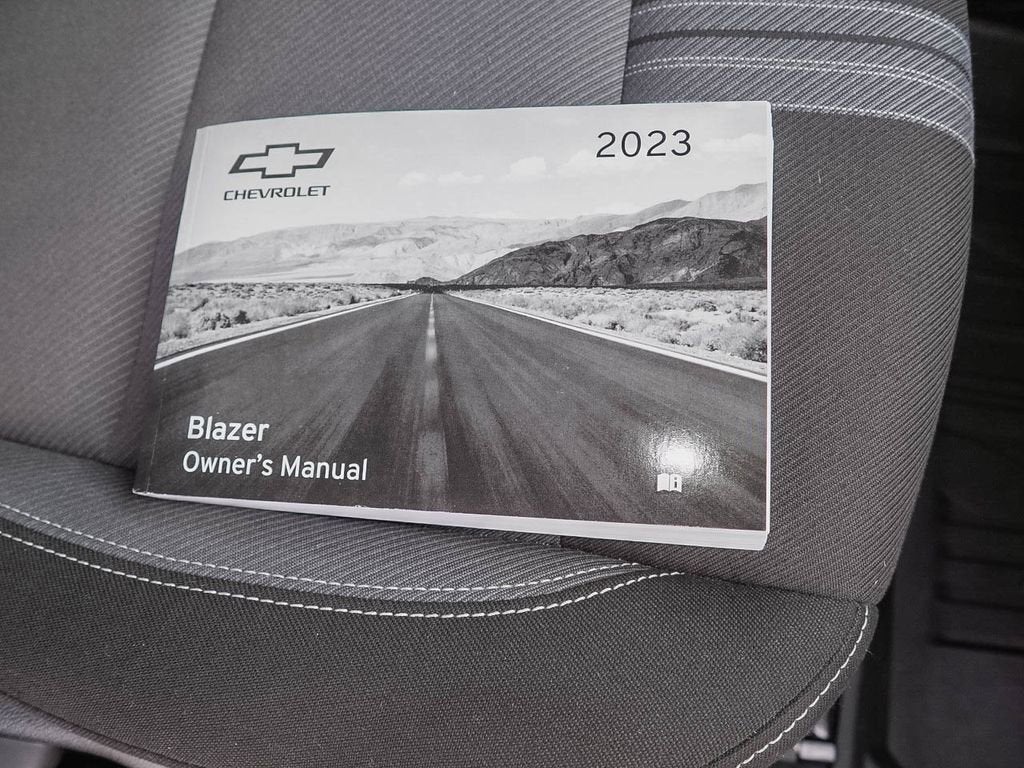 2023
CHEVROLET
Blazer
Owner's Manual